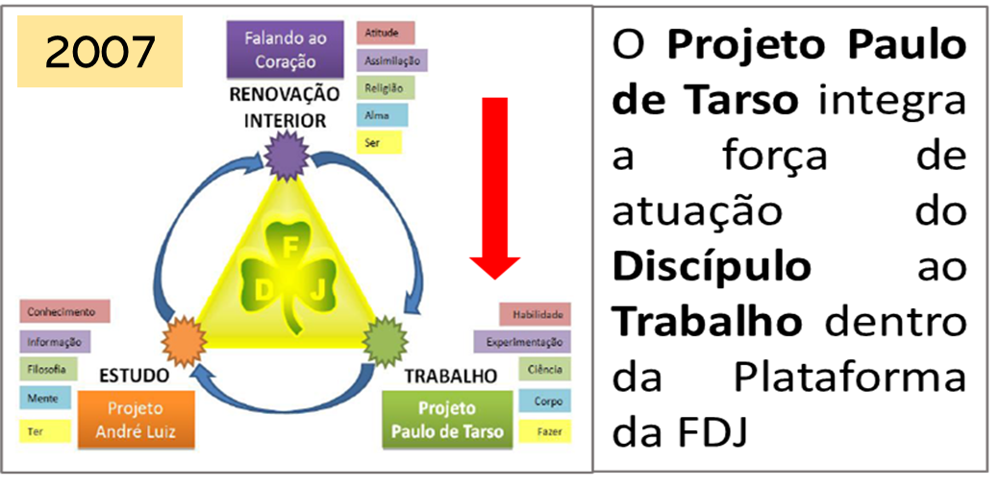 2007
Falando ao
Coração
RENOVAÇÃO
INTERIOR
Atitude
Assimilação
Religião
Alma
Ser
F
D J
Conhecimento
Informação
Filosofia
Mente
Ter
ESTUDO
Projeto
André Luiz
TRABALHO
Projeto
Paulo de Tarso
Habilidade
Experimentação
Ciência
Corpo
Fazer
O Projeto Paulo
de Tarso integra
a força de
atuação do
Discípulo ao
Trabalho dentro
da Plataforma
da FDJ